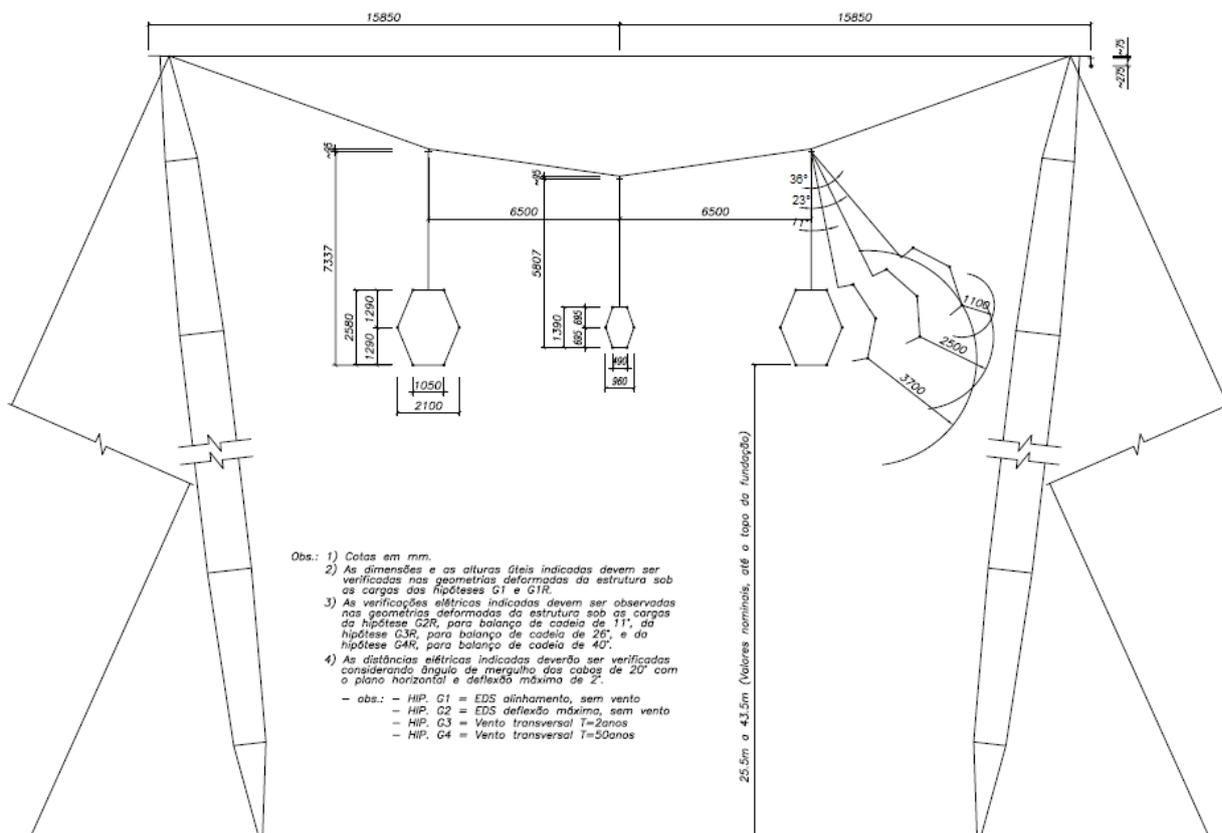 15850
15850
~75
~275
~95
~95
36°
23°
11°
6500
6500
7337
5807
2580
1290
1290
1390
695
695
490
960
1050
2100
1100
2500
3700
25.5m a 43.5m (Valores nominais, até o topo da fundação)
Obs.: 1) Cotas em mm.
2) As dimensões e as alturas úteis indicadas devem ser
verificadas nas geometrias deformadas da estrutura sob
as cargas das hipóteses G1 e G1R.
3) As verificações elétricas indicadas devem ser observadas
nas geometrias deformadas da estrutura sob as cargas
da hipótese G2R, para balanço de cadeia de 11°, da
hipótese G3R, para balanço de cadeia de 26°, e da
hipótese G4R, para balanço de cadeia de 40°.
4) As distâncias elétricas indicadas deverão ser verificadas
considerando ângulo de mergulho dos cabos de 20° com
o plano horizontal e deflexão máxima de 2°.
– obs.: – HIP. G1 = EDS alinhamento, sem vento
– HIP. G2 = EDS deflexão máxima, sem vento
– HIP. G3 = Vento transversal T=2anos
– HIP. G4 = Vento transversal T=50anos